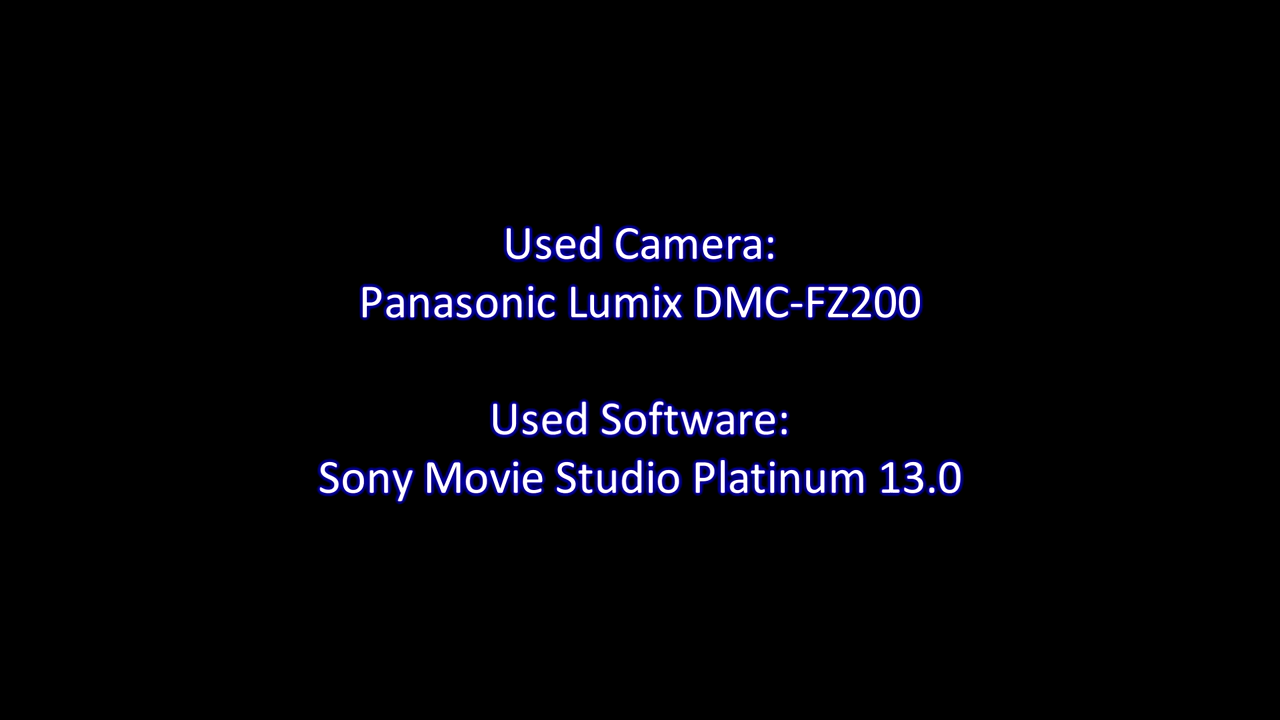 Used Camera:
Panasonic Lumix DMC-FZ200
Used Software:
Sony Movie Studio Platinum 13.0